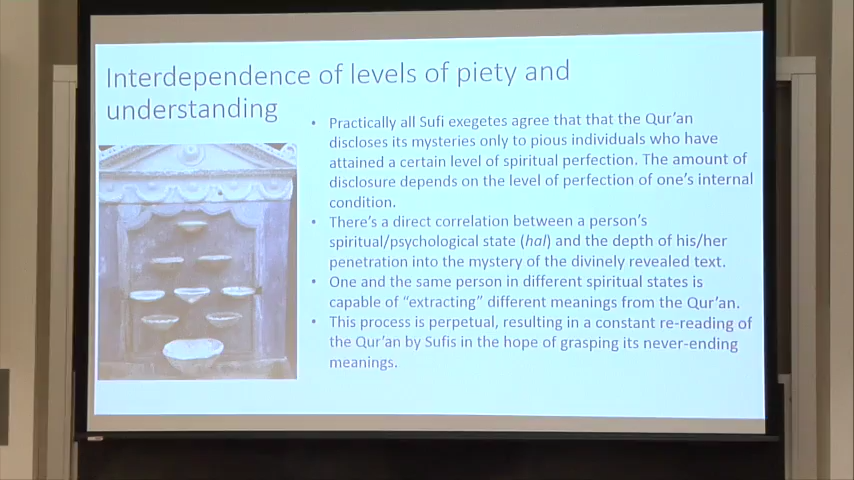 Interdependence of levels of piety and
understanding
• Practically all Sufi exegetes agree that that the Qur'an
discloses its mysteries only to pious individuals who have
attained a certain level of spiritual perfection. The amount of
disclosure depends on the level of perfection of one's internal
condition.
• There's a direct correlation between a person's
spiritual/psychological state (hal) and the depth of his/her
penetration into the mystery of the divinely revealed text.
• One and the same person in different spiritual states is
capable of “extracting” different meanings from the Qur'an.
• This process is perpetual, resulting in a constant re-reading of
the Qur'an by Sufis in the hope of grasping its never-ending
meanings.